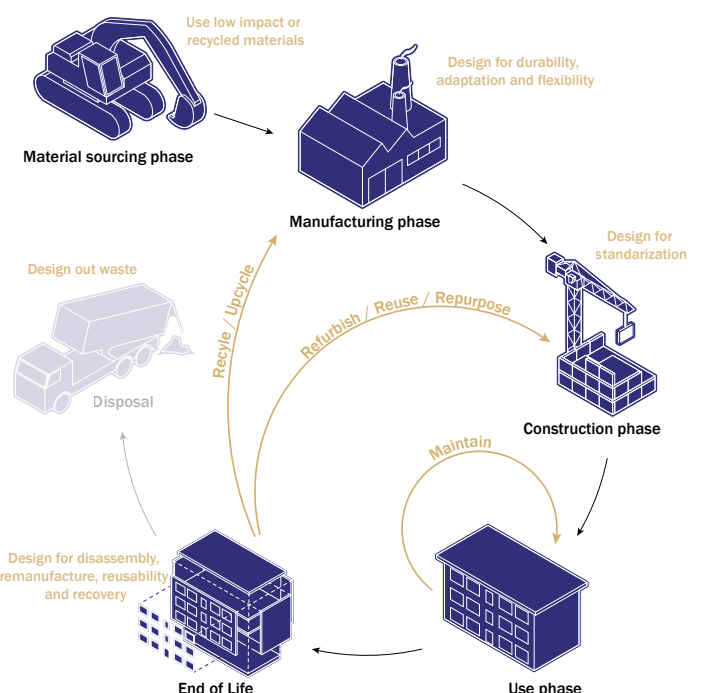 Use low impact or
recycled materials
Material sourcing phase
Design for durability,
adaptation and flexibility
Manufacturing phase
Design for
standarization
Construction phase
Design out waste
Disposal
Recyle / Upcycle
Refurbish / Reuse / Repurpose
Maintain
Design for disassembly,
remanufacture, reusability
and recovery
End of Life
Use phase